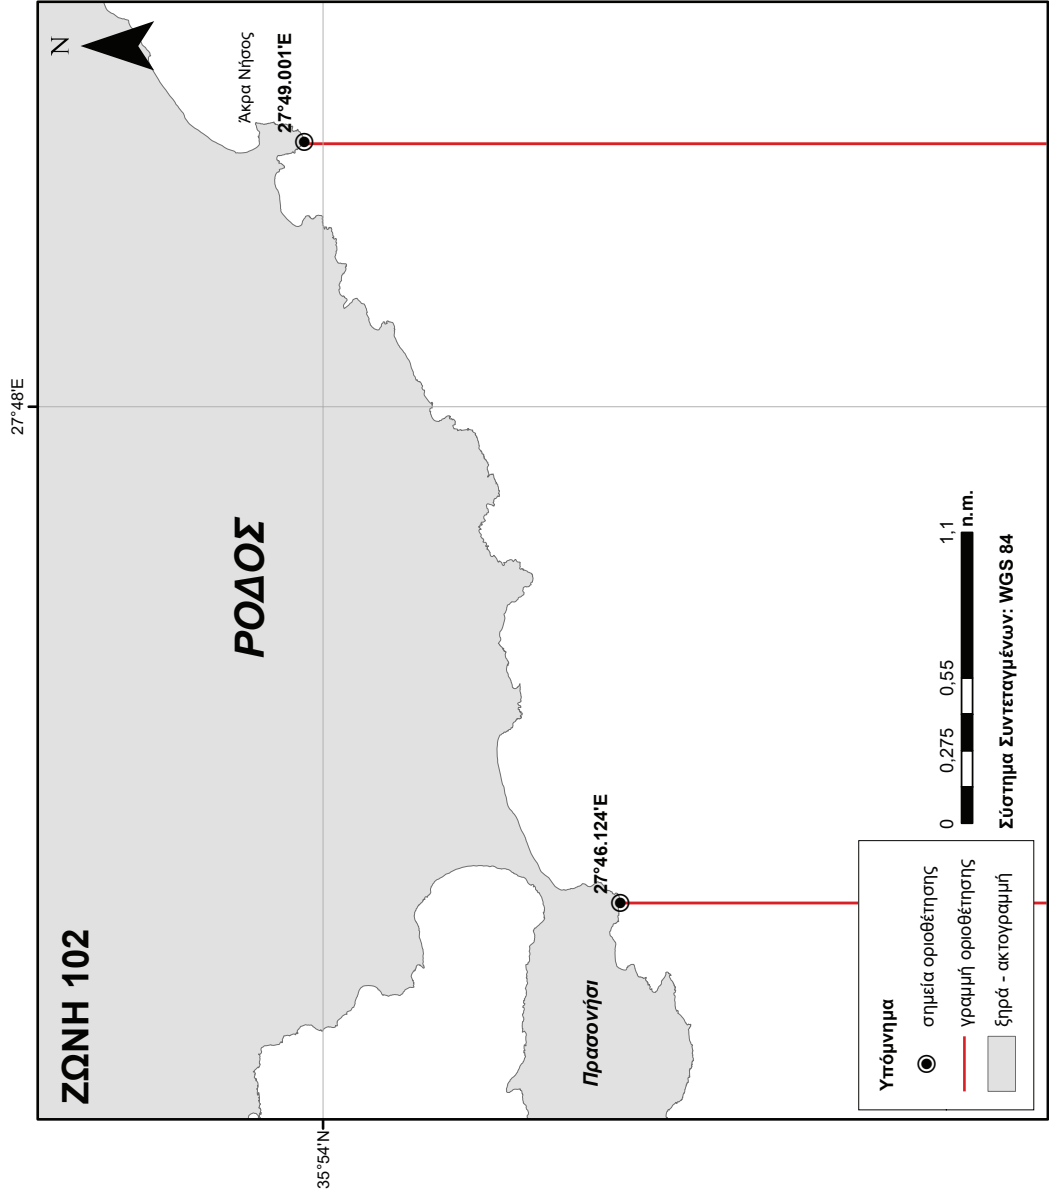 ΖΩΝΗ 102
27°48'E
N
Άκρα Νήσος
27°49.001'E
35°54'N
ΡΟΔΟΣ
27°46.124'E
Πρασονήσι
Υπόμνημα
σημεία οριοθέτησης
γραμμή οριοθέτησης
ξηρά - ακτογραμμή
0 0,275 0,55 1,1
n.m.
Σύστημα Συντεταγμένων: WGS 84